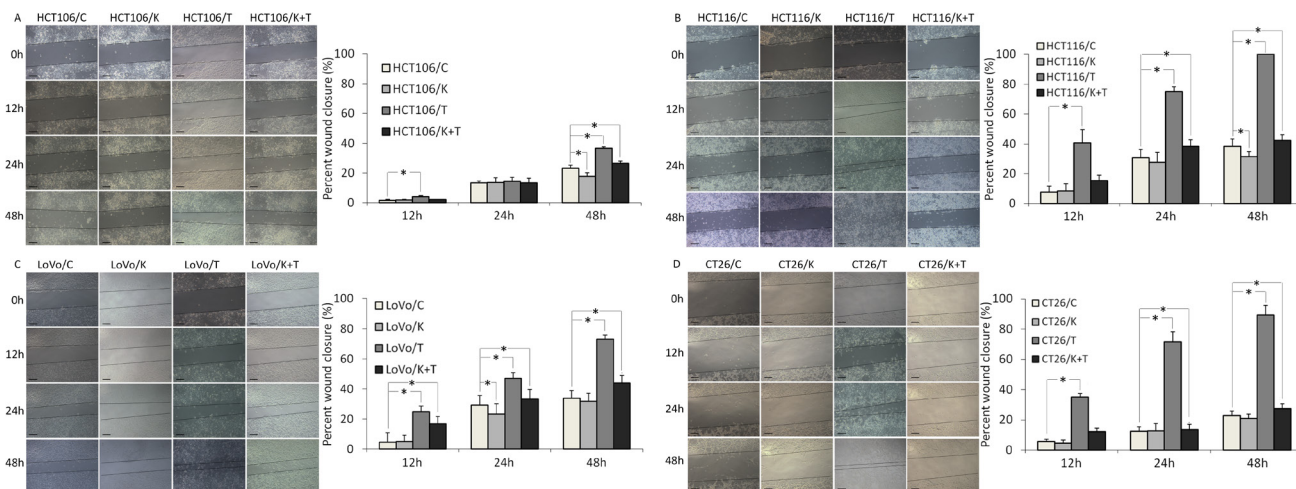 A HCT106/C HCT106/K HCT106/T HCT106/K+T
0h
12h
24h
48h
Percent wound closure (%)
100
80
60
40
20
0
HCT106/C
HCT106/K
HCT106/T
HCT106/K+T
*
*
*
*
12h 24h 48h
B HCT116/C HCT116/K HCT116/T HCT116/K+T
0h
12h
24h
48h
Percent wound closure (%)
100
80
60
40
20
0
HCT116/C
HCT116/K
HCT116/T
HCT116/K+T
*
*
*
*
*
*
12h 24h 48h
C LoVo/C LoVo/K LoVo/T LoVo/K+T
0h
12h
24h
48h
Percent wound closure (%)
100
80
60
40
20
0
LoVo/C
LoVo/K
LoVo/T
LoVo/K+T
*
*
*
*
*
*
*
12h 24h 48h
D CT26/C CT26/K CT26/T CT26/K+T
0h
12h
24h
48h
Percent wound closure (%)
100
80
60
40
20
0
CT26/C
CT26/K
CT26/T
CT26/K+T
*
*
*
*
*
12h 24h 48h